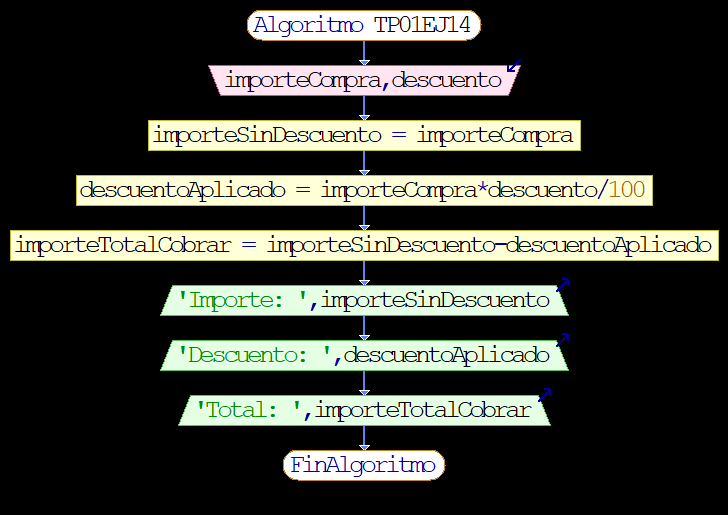 Algoritmo TP01EJ14
importeCompra,descuento
importeSinDescuento = importeCompra
descuentoAplicado = importeCompra*descuento/100
importeTotalCobrar = importeSinDescuento-descuentoAplicado
'Importe: ',importeSinDescuento
'Descuento: ',descuentoAplicado
'Total: ',importeTotalCobrar
FinAlgoritmo